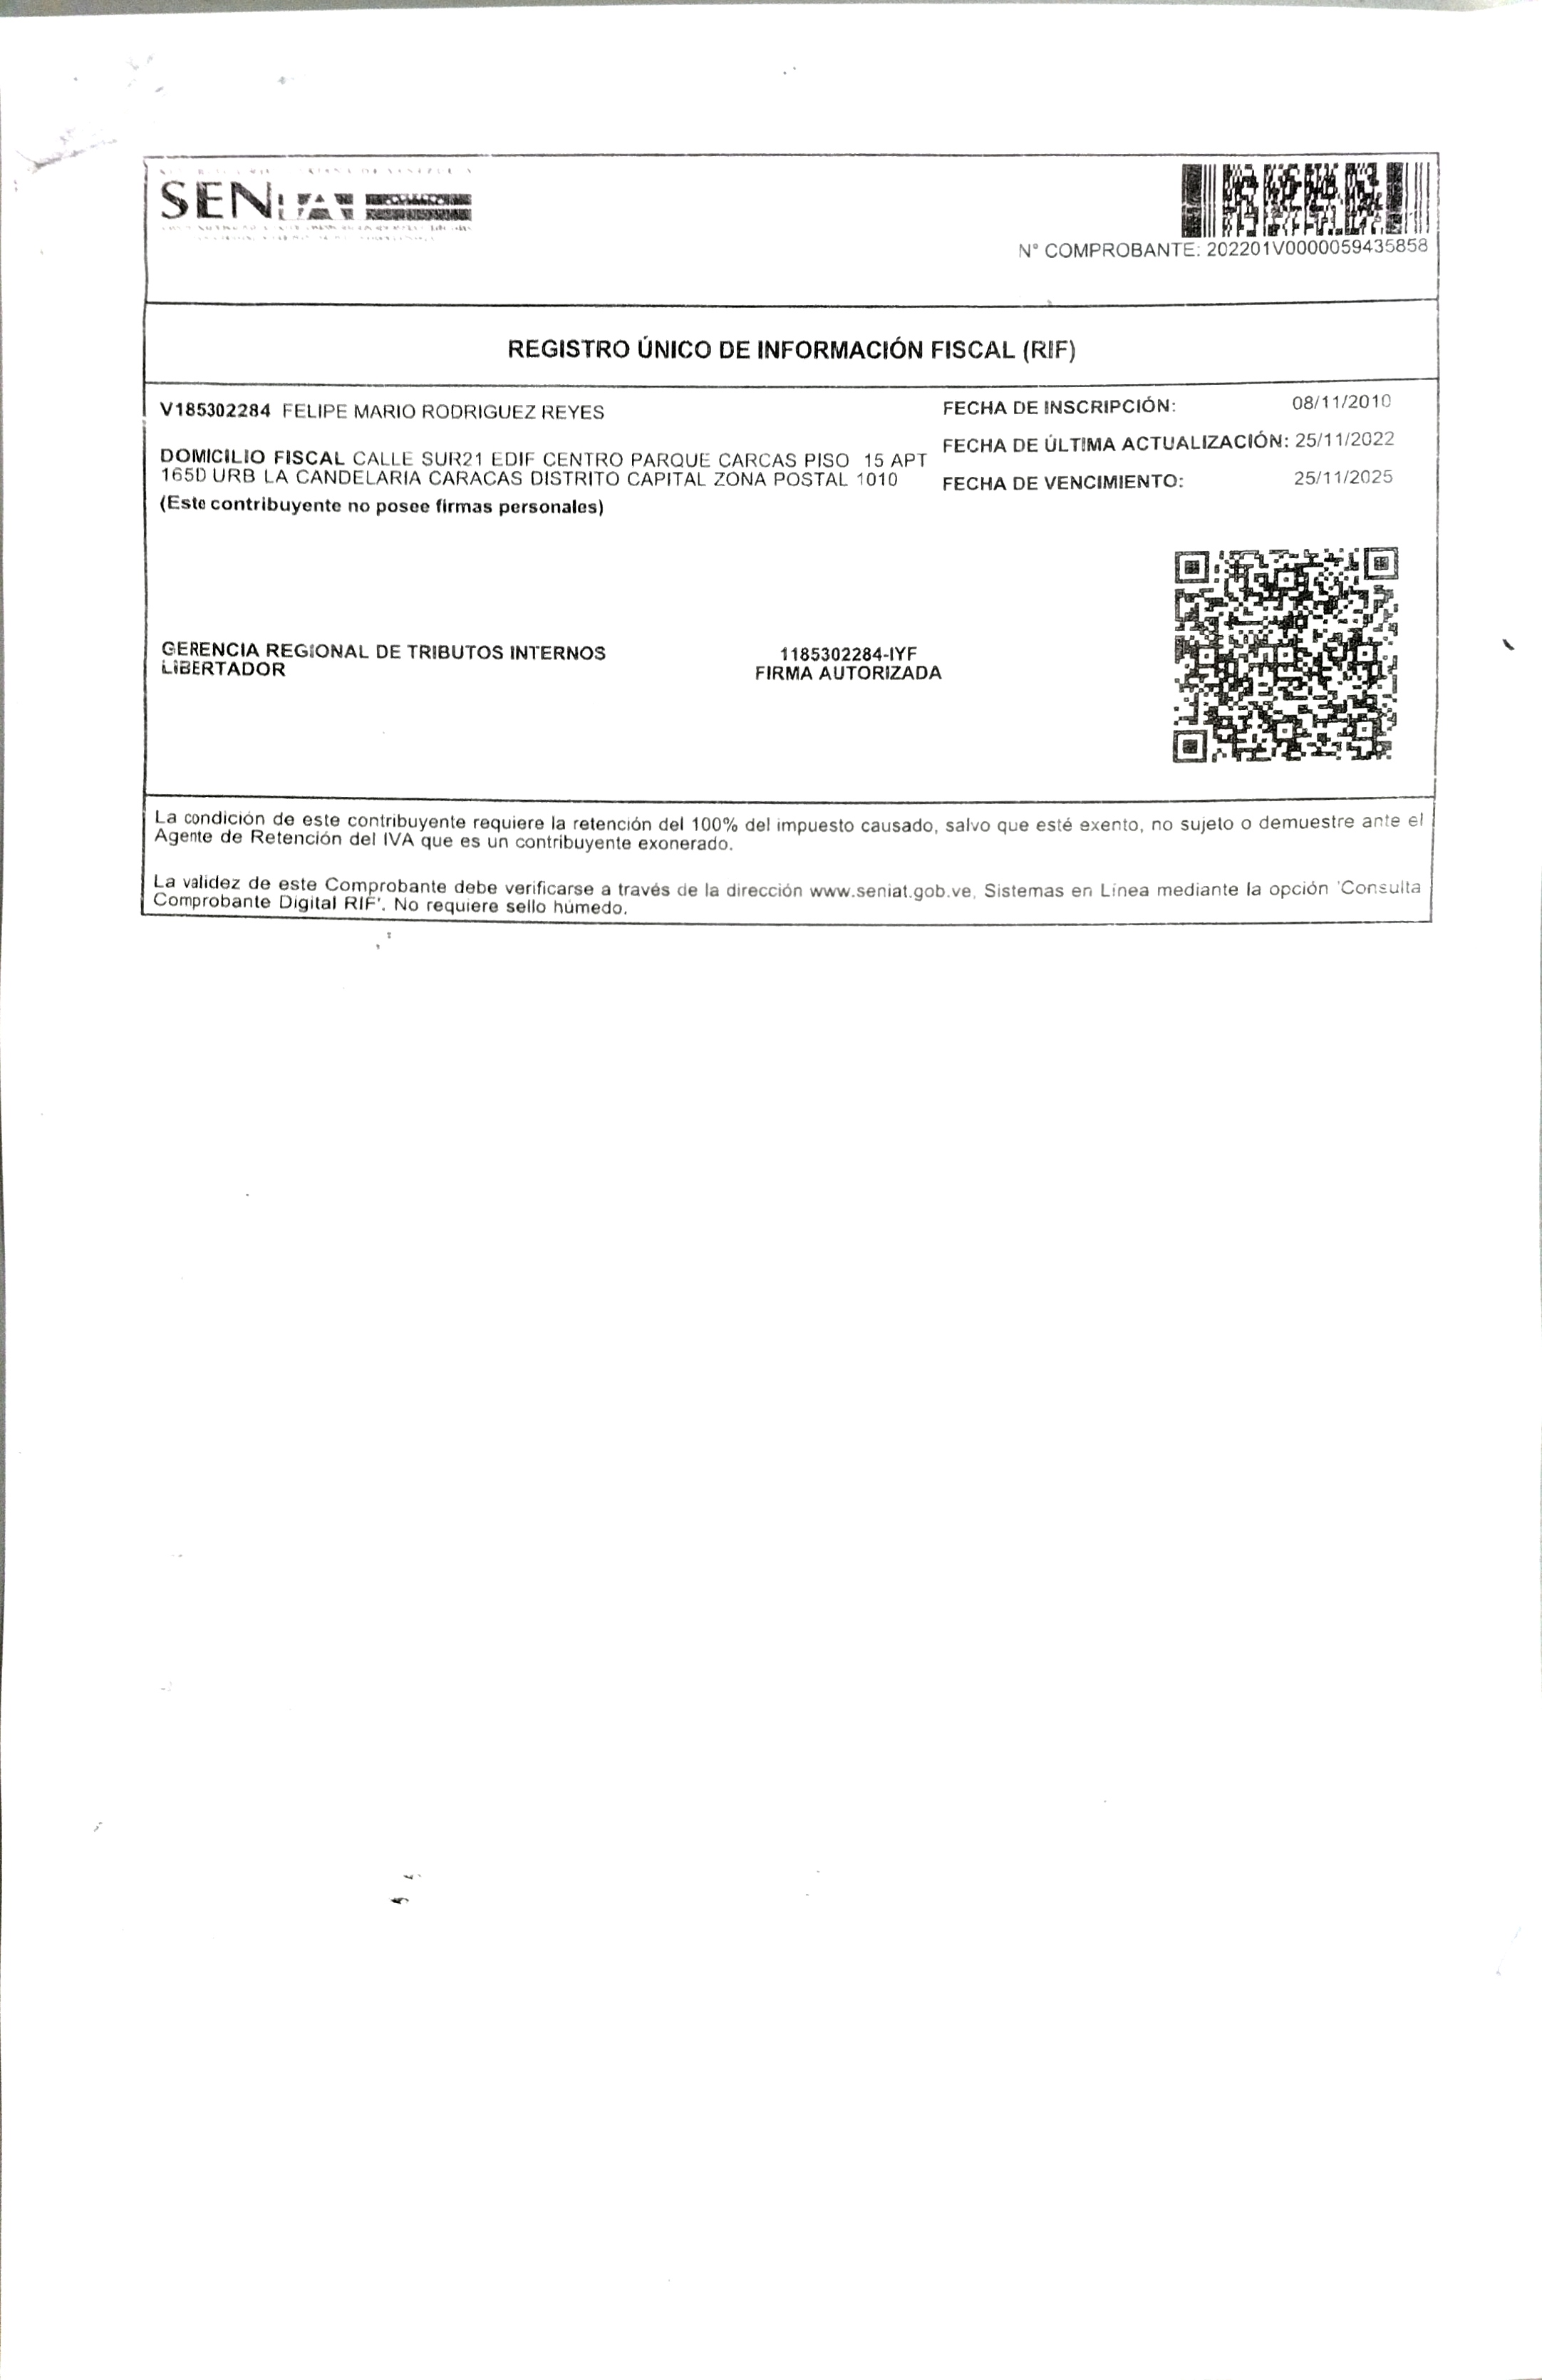 SENIAT
N° COMPROBANTE: 202201V0000059435858
REGISTRO ÚNICO DE INFORMACIÓN FISCAL (RIF)
V185302284 FELIPE MARIO RODRIGUEZ REYES
FECHA DE INSCRIPCIÓN: 08/11/2010
FECHA DE ÚLTIMA ACTUALIZACIÓN: 25/11/2022
FECHA DE VENCIMIENTO: 25/11/2025
DOMICILIO FISCAL CALLE SUR21 EDIF CENTRO PARQUE CARCAS PISO 15 APT
165D URB LA CANDELARIA CARACAS DISTRITO CAPITAL ZONA POSTAL 1010
(Este contribuyente no posee firmas personales)
GERENCIA REGIONAL DE TRIBUTOS INTERNOS
LIBERTADOR
1185302284-IYF
FIRMA AUTORIZADA
La condición de este contribuyente requiere la retención del 100% del impuesto causado, salvo que esté exento, no sujeto o demuestre ante el
Agente de Retención del IVA que es un contribuyente exonerado.
La validez de este Comprobante debe verificarse a través de la dirección www.seniat.gob.ve, Sistemas en Línea mediante la opción 'Consulta
Comprobante Digital RIF'. No requiere sello húmedo.